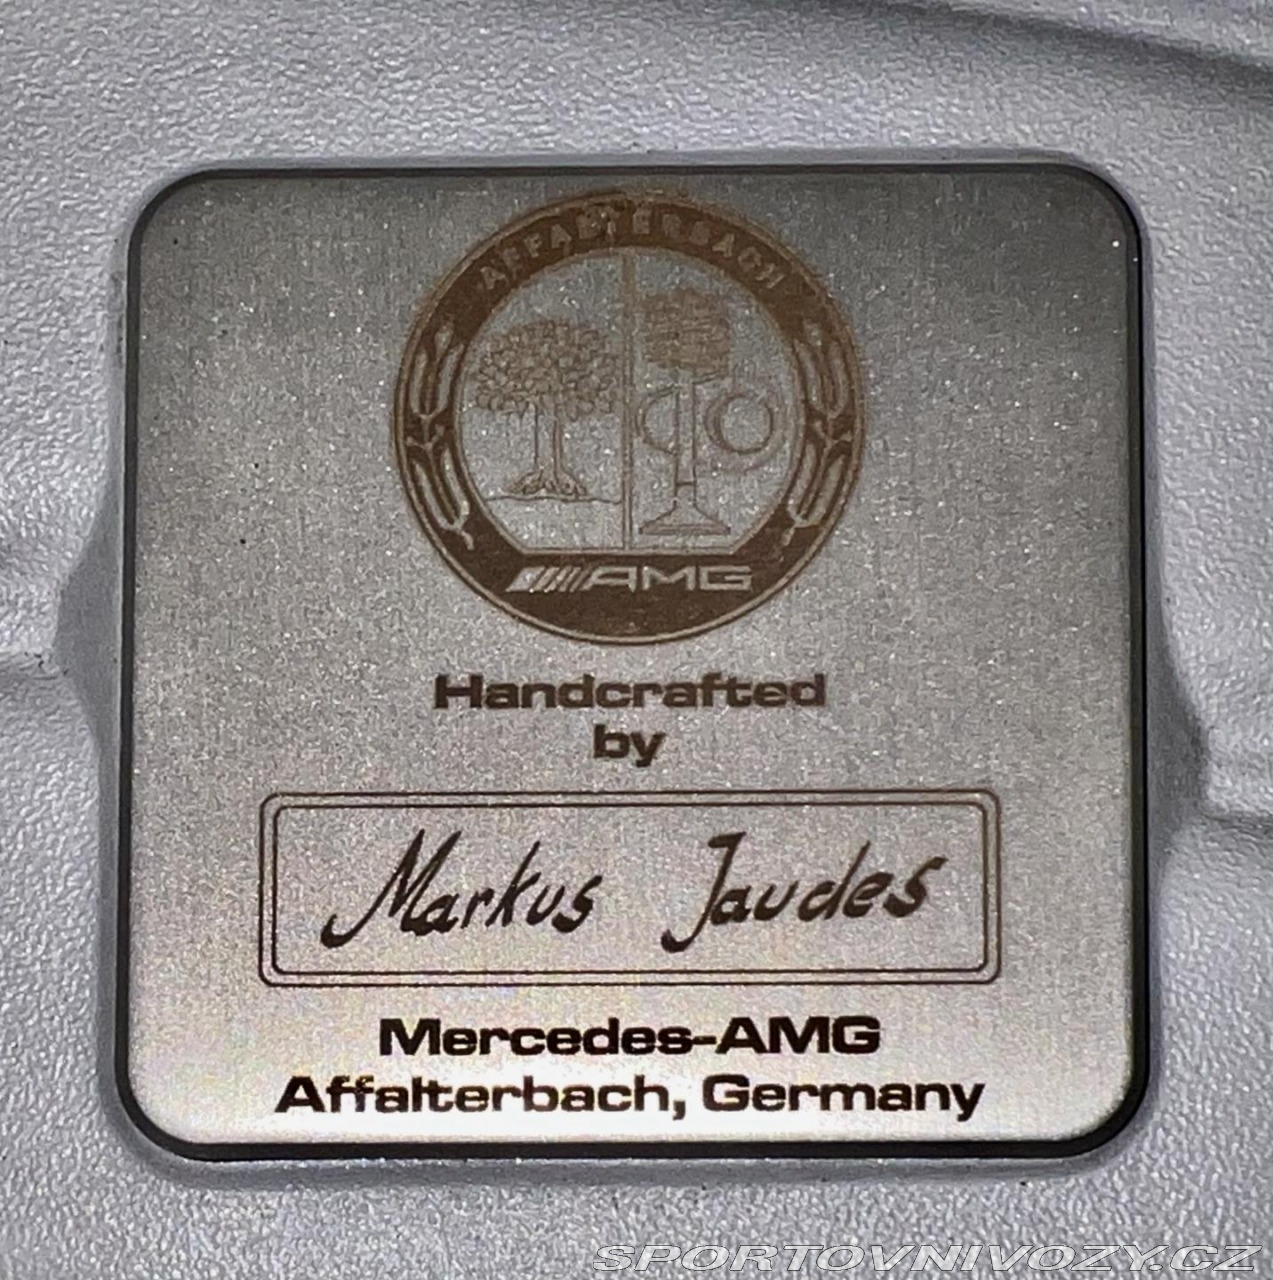 AFFALTERBACH
AMG
Handcrafted
by
Markus Jaudes
Mercedes-AMG
Affalterbach, Germany
SPORTOVNIVOZY.CZ